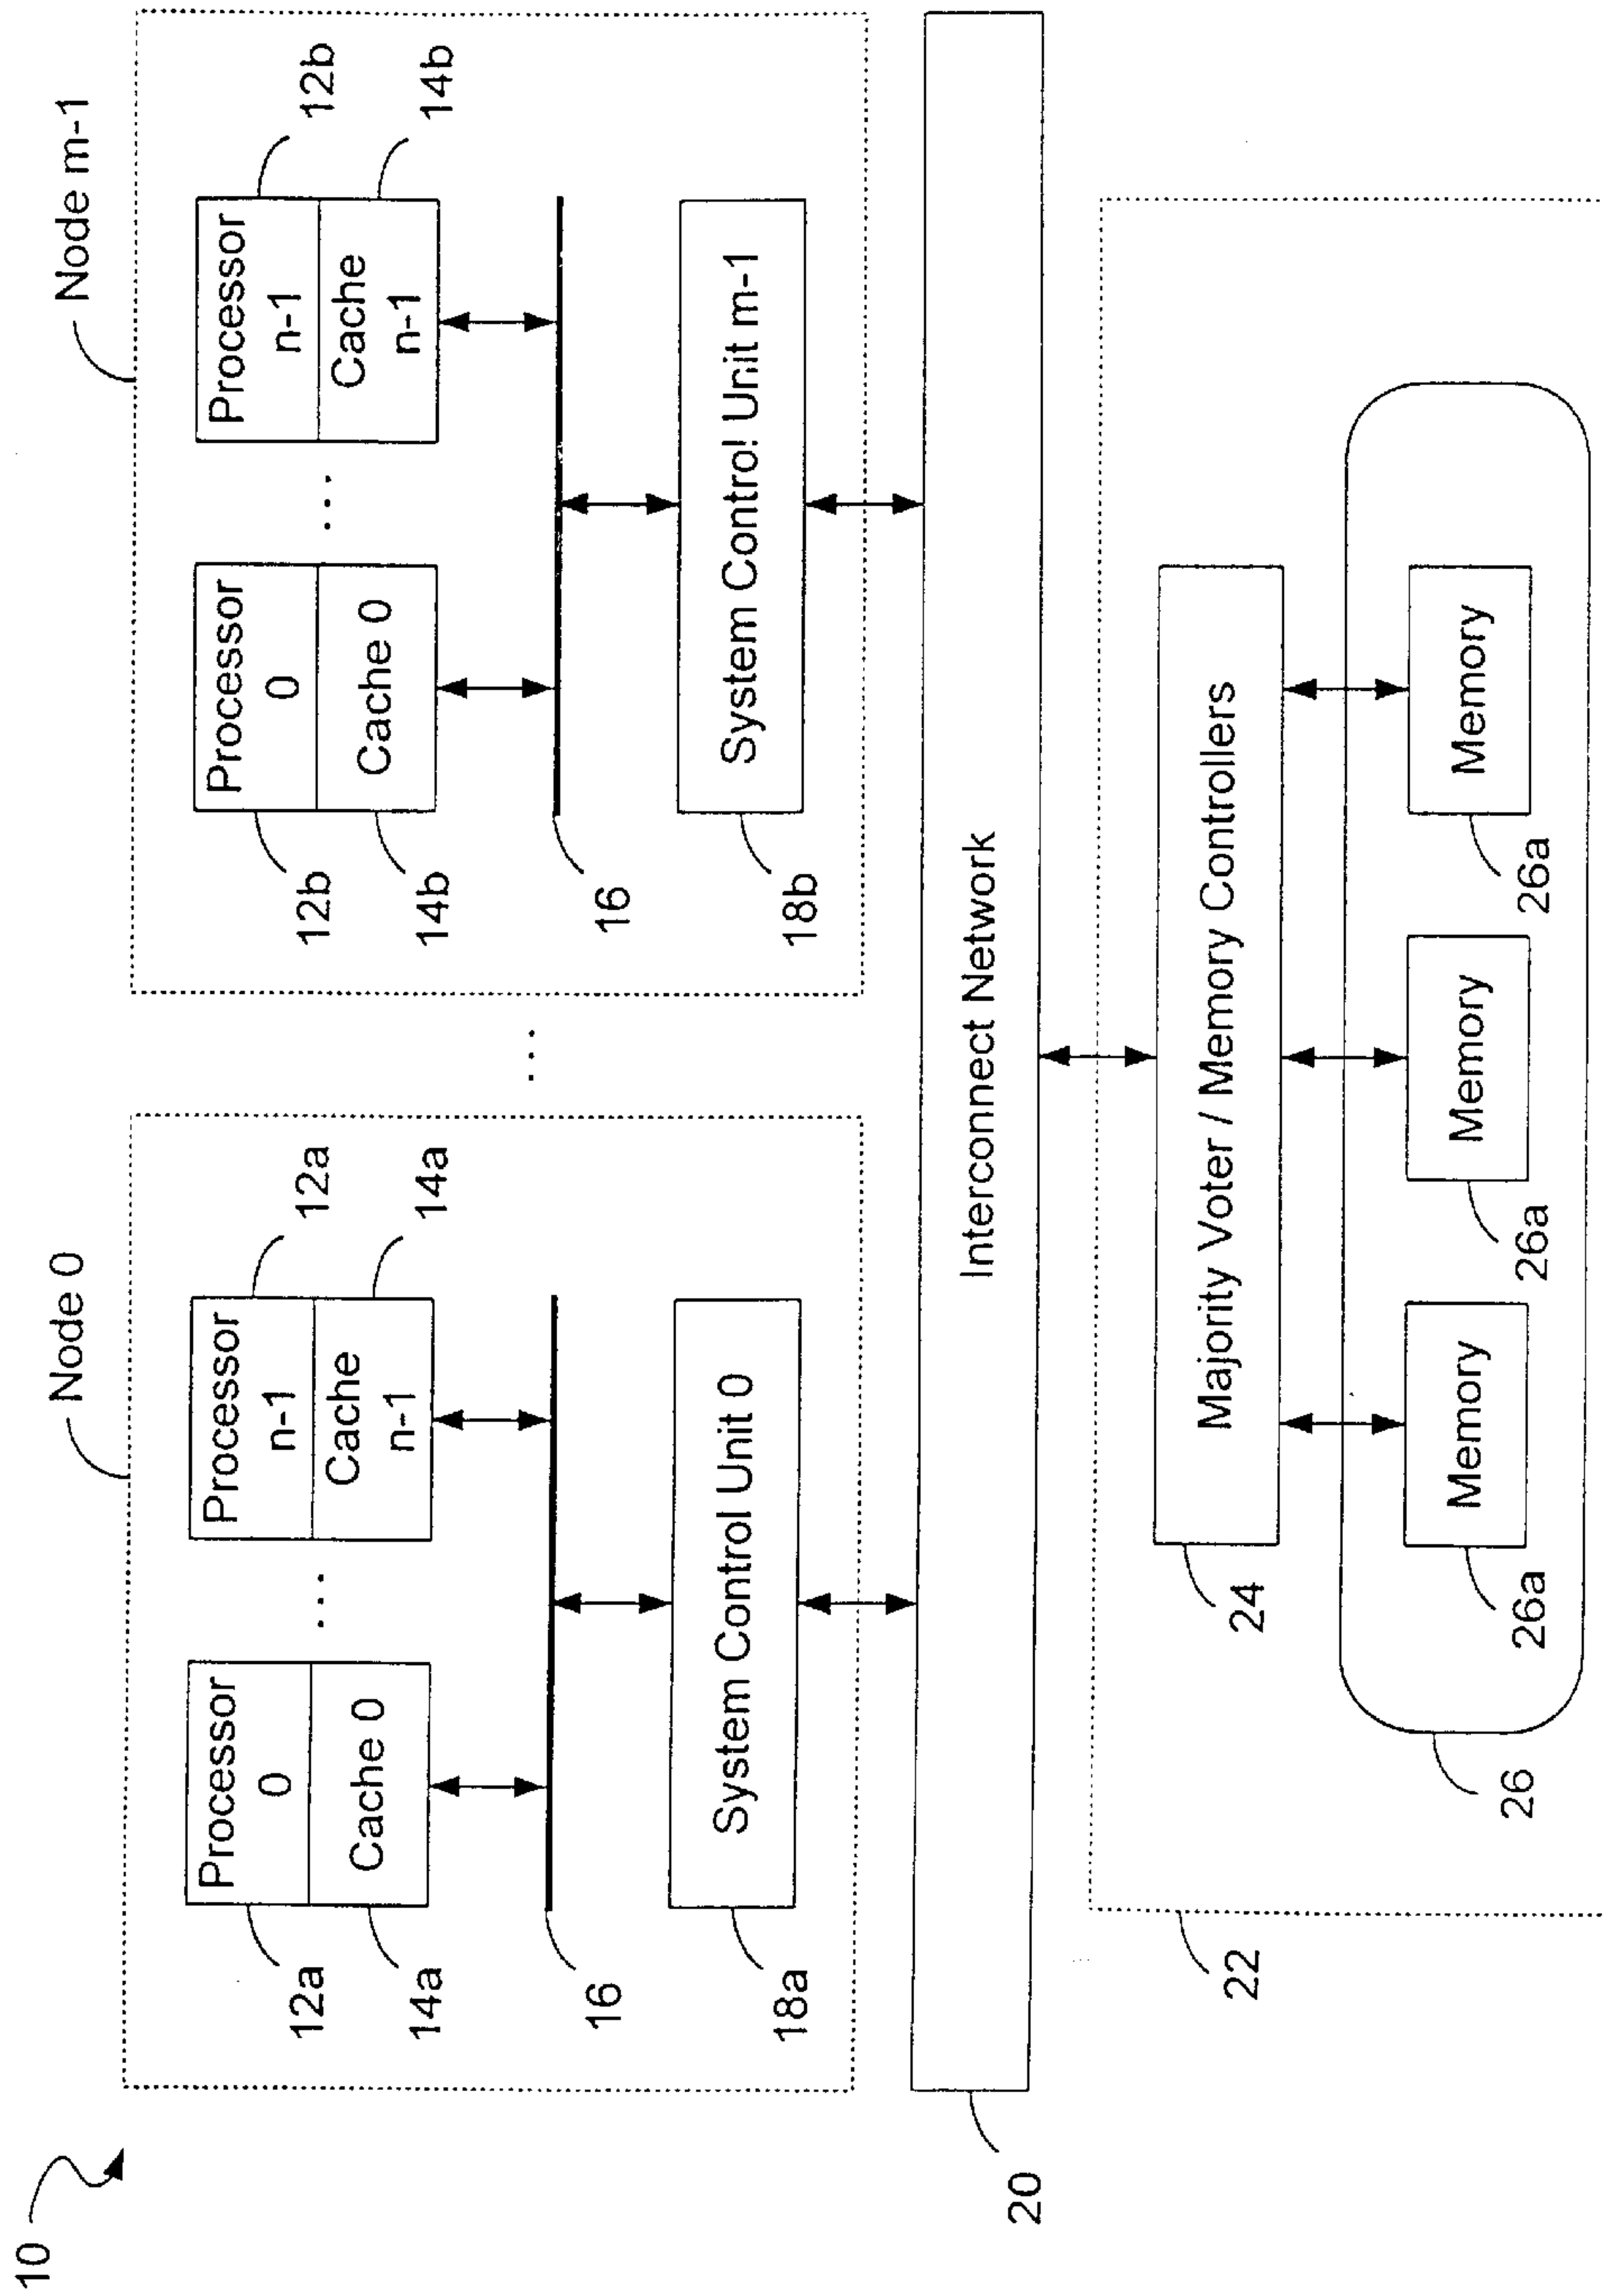 10
Node 0
Node m-1
Processor
0
Cache 0
12a
14a
...
Processor
n-1
Cache
n-1
12a
14a
16
System Control Unit 0
18a
...
Processor
0
Cache 0
12b
14b
...
Processor
n-1
Cache
n-1
12b
14b
16
System Control Unit m-1
18b
Interconnect Network
20
22
Majority Voter / Memory Controllers
24
Memory
26a
Memory
26a
Memory
26a
26